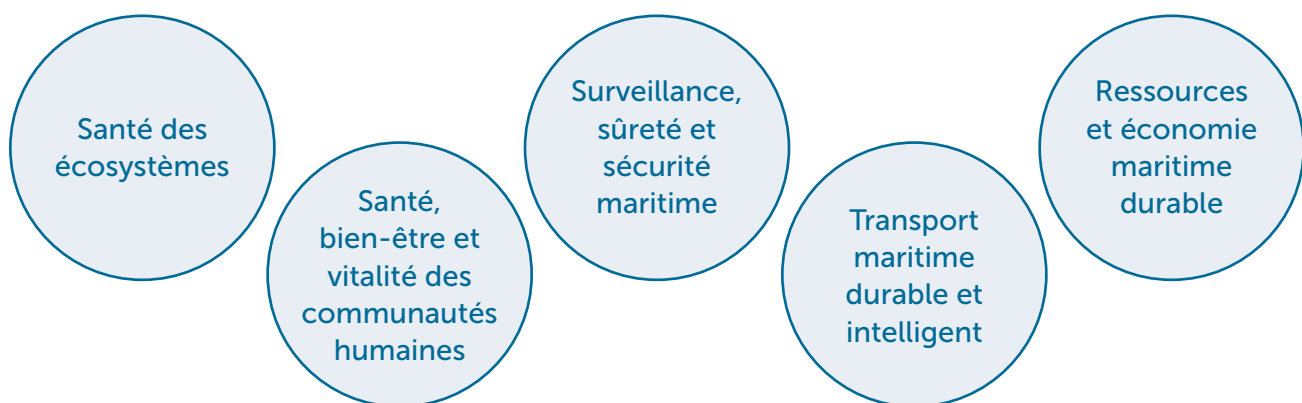 Santé des
écosystèmes
Santé,
bien-être et
vitalité des
communautés
humaines
Surveillance,
sûreté et
sécurité
maritime
Transport
maritime
durable et
intelligent
Ressources
et économie
maritime
durable